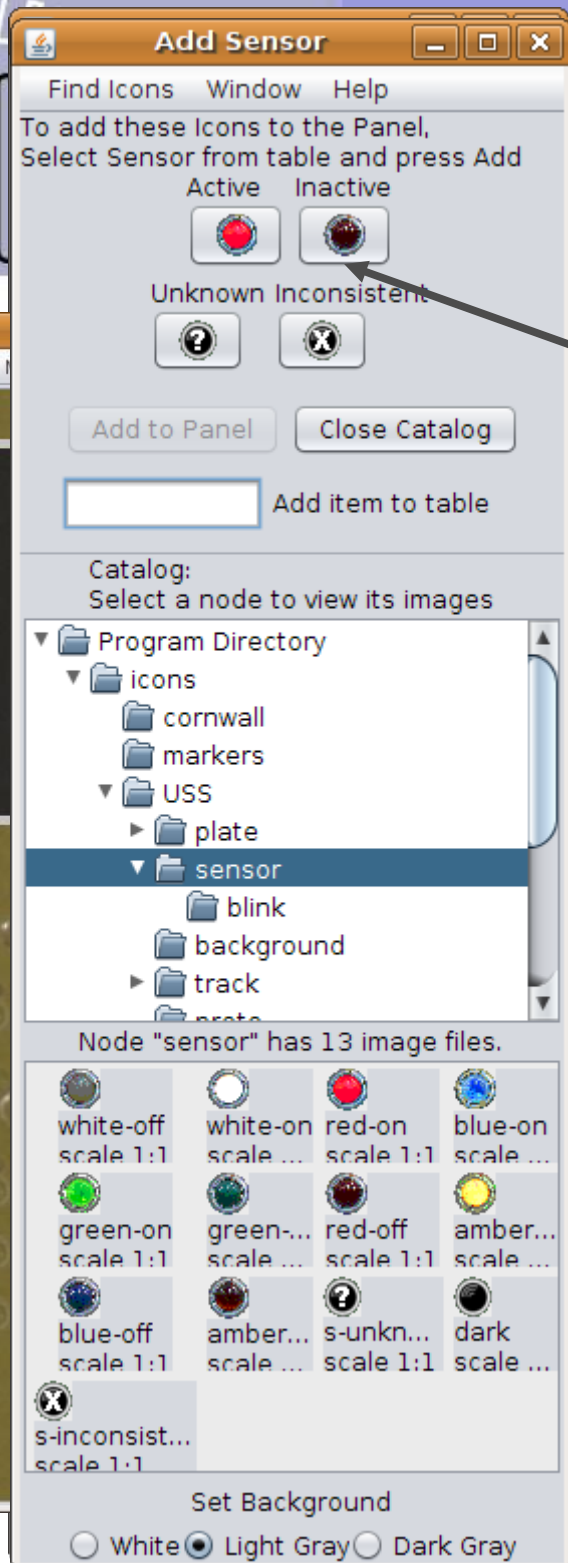 Add Sensor
Find Icons Window Help
To add these Icons to the Panel,
Select Sensor from table and press Add
Active Inactive
Unknown Inconsistent
Add to Panel Close Catalog
Add item to table
Catalog:
Select a node to view its images
Program Directory
icons
cornwall
markers
USS
plate
sensor
blink
background
track
Node "sensor" has 13 image files.
white-off white-on red-on blue-on
scale 1:1 scale ... scale 1:1 scale ...
green-on green-... red-off amber...
scale 1:1 scale ... scale 1:1 scale ...
blue-off amber... s-unkn... dark
scale 1:1 scale ... scale 1:1 scale ...
s-inconsist...
scale 1:1
Set Background
White Light Gray Dark Gray